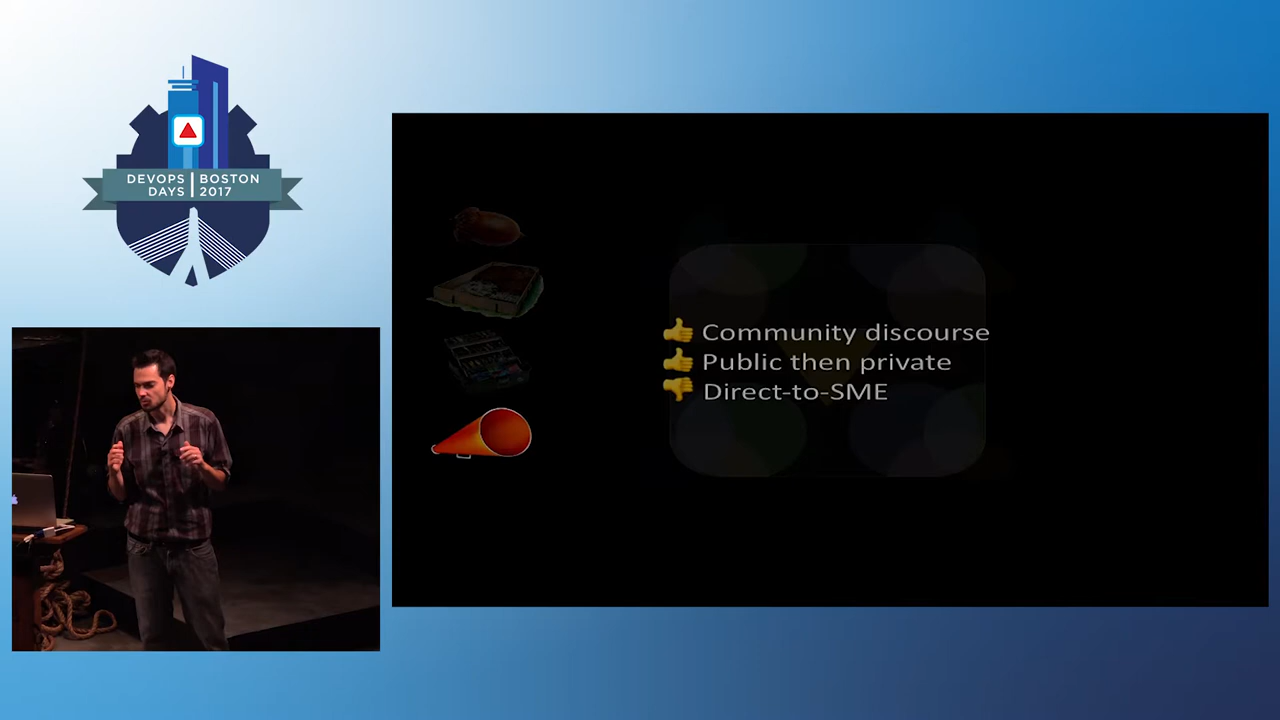 DEVOPS DAYS | BOSTON 2017
Community discourse
Public then private
Direct-to-SME